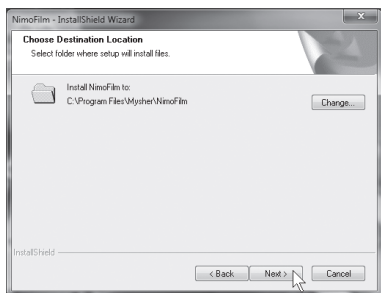 NimoFilm - InstallShield Wizard
Choose Destination Location
Select folder where setup will install files.
Install NimoFilm to:
C:\Program Files\Mysher\NimoFilm
Change...
InstallShield
< Back Next > Cancel